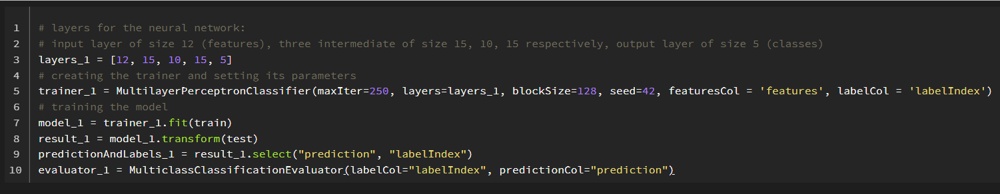 1 # layers for the neural network:
2 # input layer of size 12 (features), three intermediate of size 15, 10, 15 respectively, output layer of size 5 (classes)
3 layers_1 = [12, 15, 10, 15, 5]
4 # creating the trainer and setting its parameters
5 trainer_1 = MultilayerPerceptronClassifier(maxIter=250, layers=layers_1, blockSize=128, seed=42, featuresCol = 'features', labelCol = 'labelIndex')
6 # training the model
7 model_1 = trainer_1.fit(train)
8 result_1 = model_1.transform(test)
9 predictionAndLabels_1 = result_1.select("prediction", "labelIndex")
10 evaluator_1 = MulticlassClassificationEvaluator(labelCol="labelIndex", predictionCol="prediction")